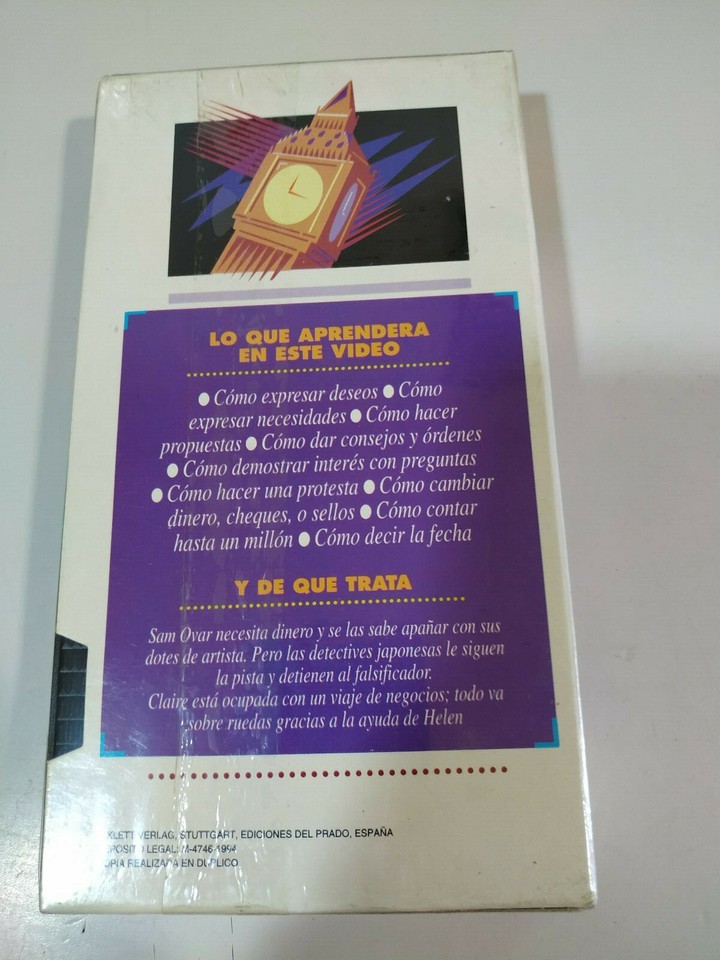 LO QUE APRENDERA
EN ESTE VIDEO
● Cómo expresar deseos ● Cómo
expresar necesidades ● Cómo hacer
propuestas ● Cómo dar consejos y órdenes
● Cómo demostrar interés con preguntas
● Cómo hacer una protesta ● Cómo cambiar
dinero, cheques, o sellos ● Cómo contar
hasta un millón ● Cómo decir la fecha
Y DE QUE TRATA
Sam Ovar necesita dinero y se las sabe apañar con sus
dotes de artista. Pero las detectives japonesas le siguen
la pista y detienen al falsificador.
Claire está ocupada con un viaje de negocios; todo va
sobre ruedas gracias a la ayuda de Helen
KLETT VERLAG, STUTTGART, EDICIONES DEL PRADO, ESPAÑA
LEGAL: M-4746-1994
REALIZADA EN DUPLICO